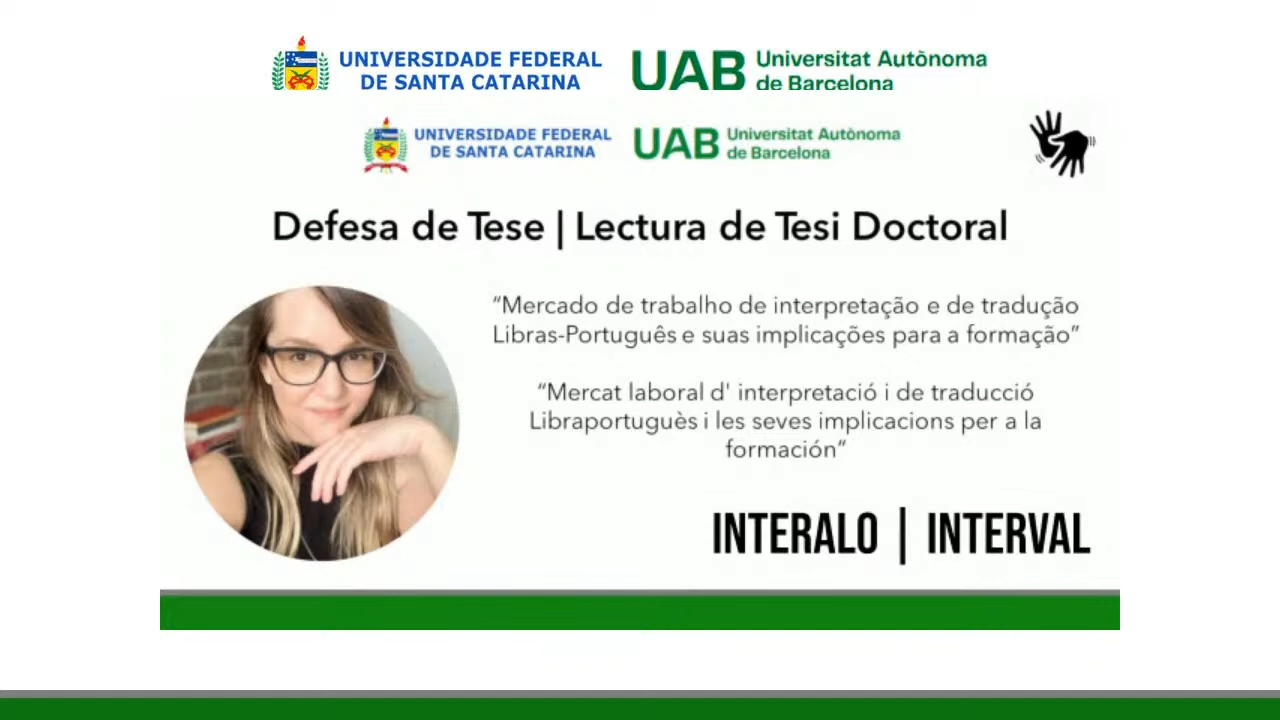 UNIVERSIDADE FEDERAL
DE SANTA CATARINA
UAB
Universitat Autònoma
de Barcelona
UNIVERSIDADE FEDERAL
DE SANTA CATARINA
UAB
Universitat Autònoma
de Barcelona
Defesa de Tese | Lectura de Tesi Doctoral
“Mercado de trabalho de interpretação e de tradução
Libras-Português e suas implicações para a formação”
“Mercat laboral d' interpretació i de traducció
Libraportuguès i les seves implicacions per a la
formación”
INTERALO | INTERVAL